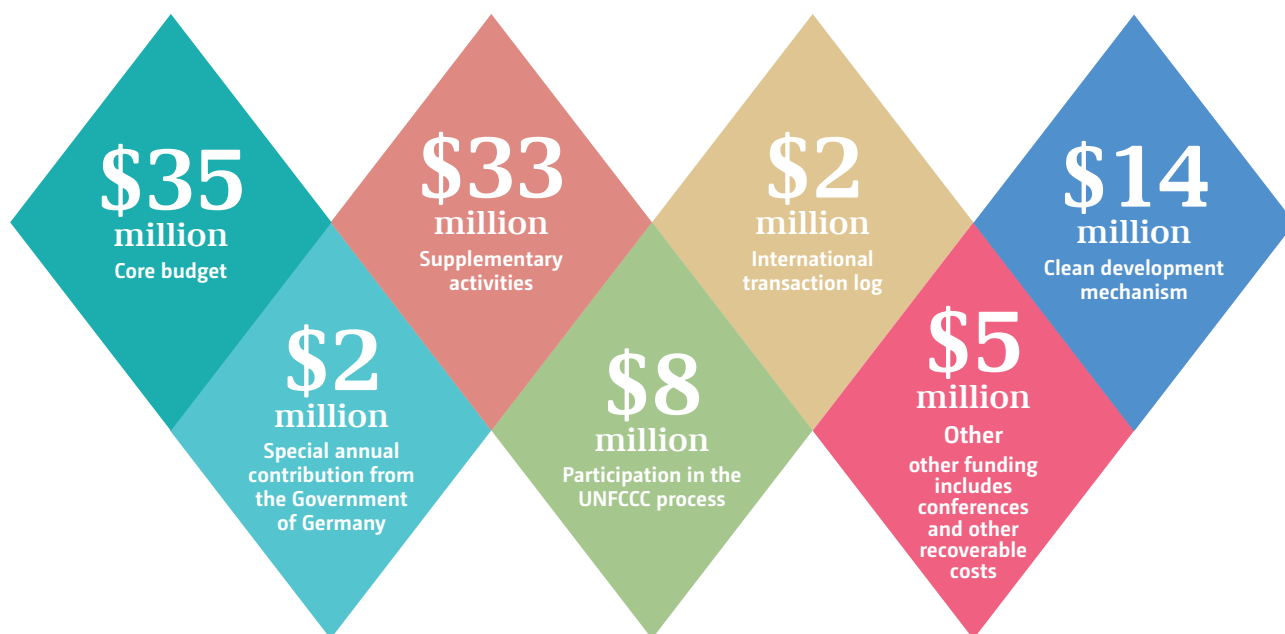 $35
million
Core budget
$2
million
Special annual
contribution from
the Government
of Germany
$33
million
Supplementary
activities
$8
million
Participation in the
UNFCCC process
$2
million
International
transaction log
$5
million
Other
other funding
includes
conferences
and other
recoverable
costs
$14
million
Clean development
mechanism